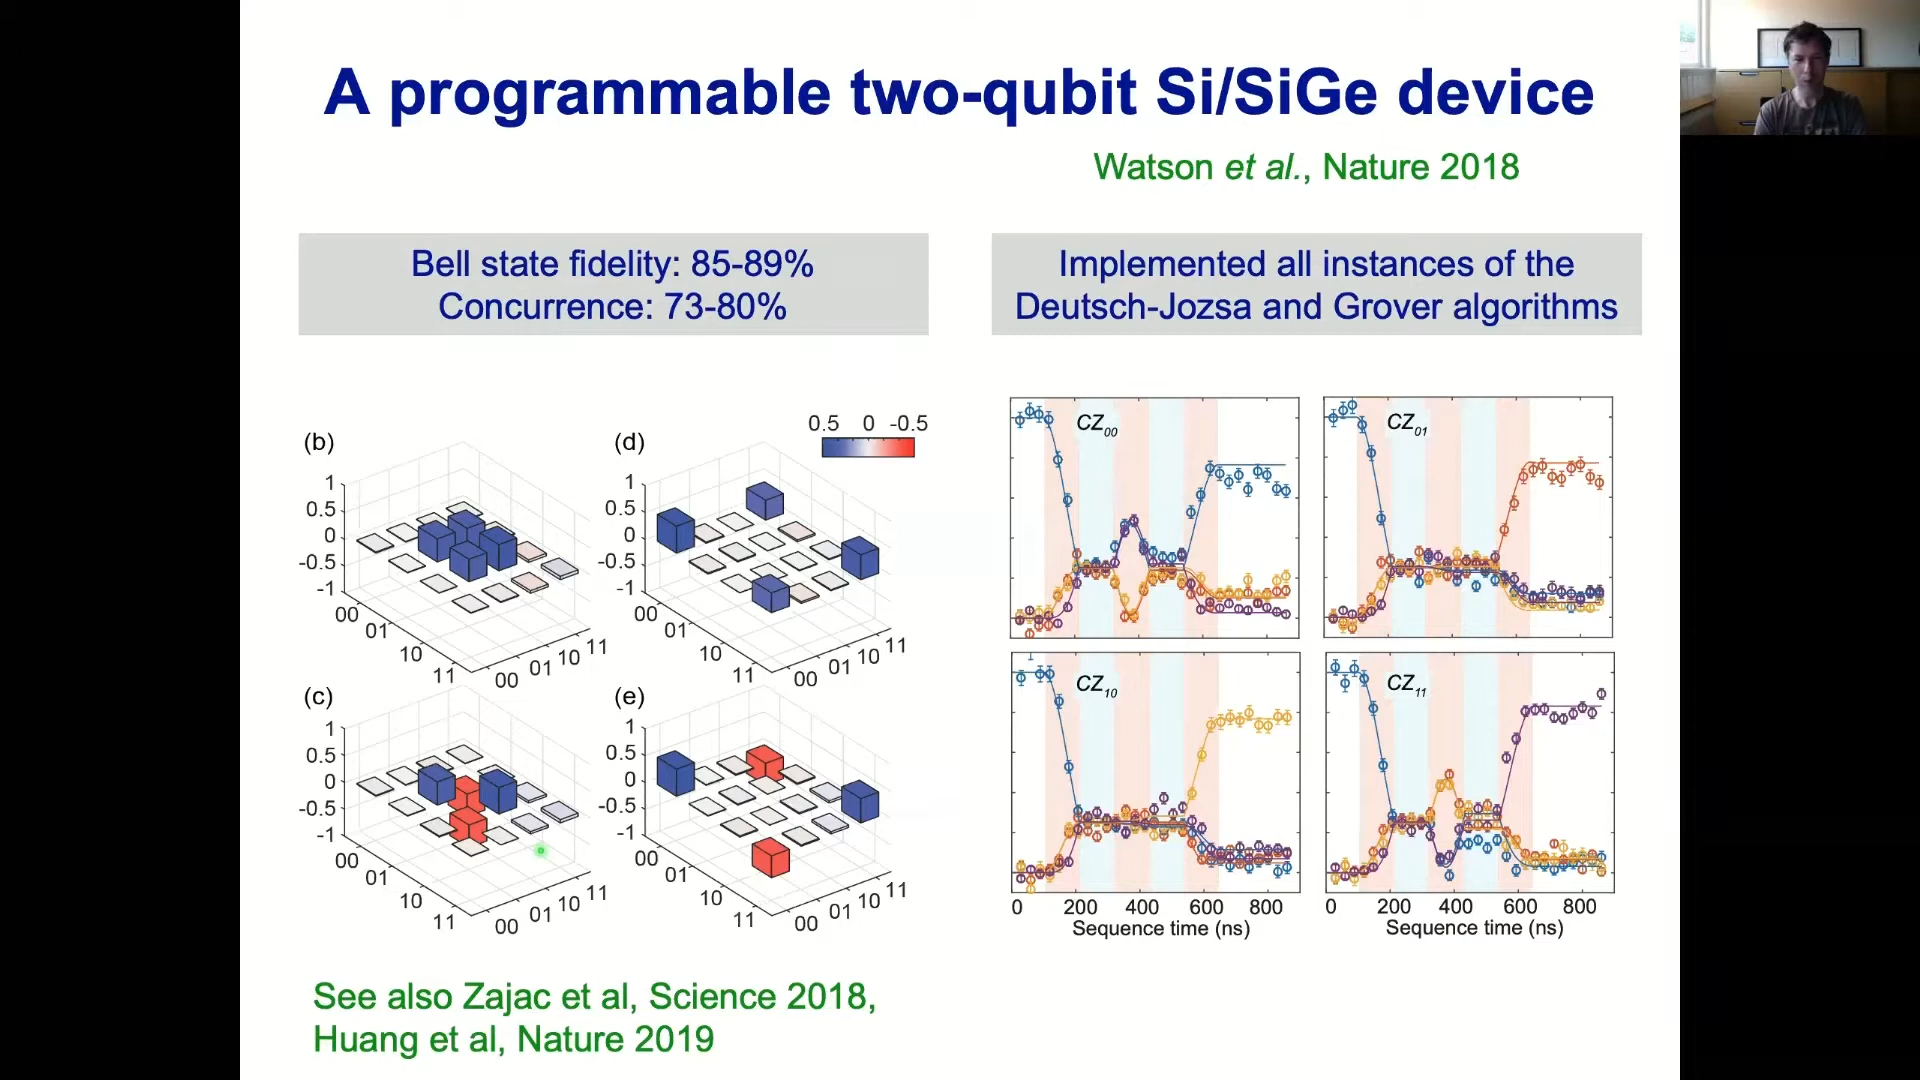 A programmable two-qubit Si/SiGe device
Watson et al., Nature 2018
Bell state fidelity: 85-89%
Concurrence: 73-80%
Implemented all instances of the
Deutsch-Jozsa and Grover algorithms
0.5 0 -0.5
(b)
1
0.5
0
-0.5
-1
00
01
10
11
00
01
10
11
(d)
1
0.5
0
-0.5
-1
00
01
10
11
00
01
10
11
(c)
1
0.5
0
-0.5
-1
00
01
10
11
00
01
10
11
(e)
1
0.5
0
-0.5
-1
00
01
10
11
00
01
10
11
CZ00
CZ01
CZ10
CZ11
0 200 400 600 800
Sequence time (ns)
0 200 400 600 800
Sequence time (ns)
See also Zajac et al, Science 2018,
Huang et al, Nature 2019